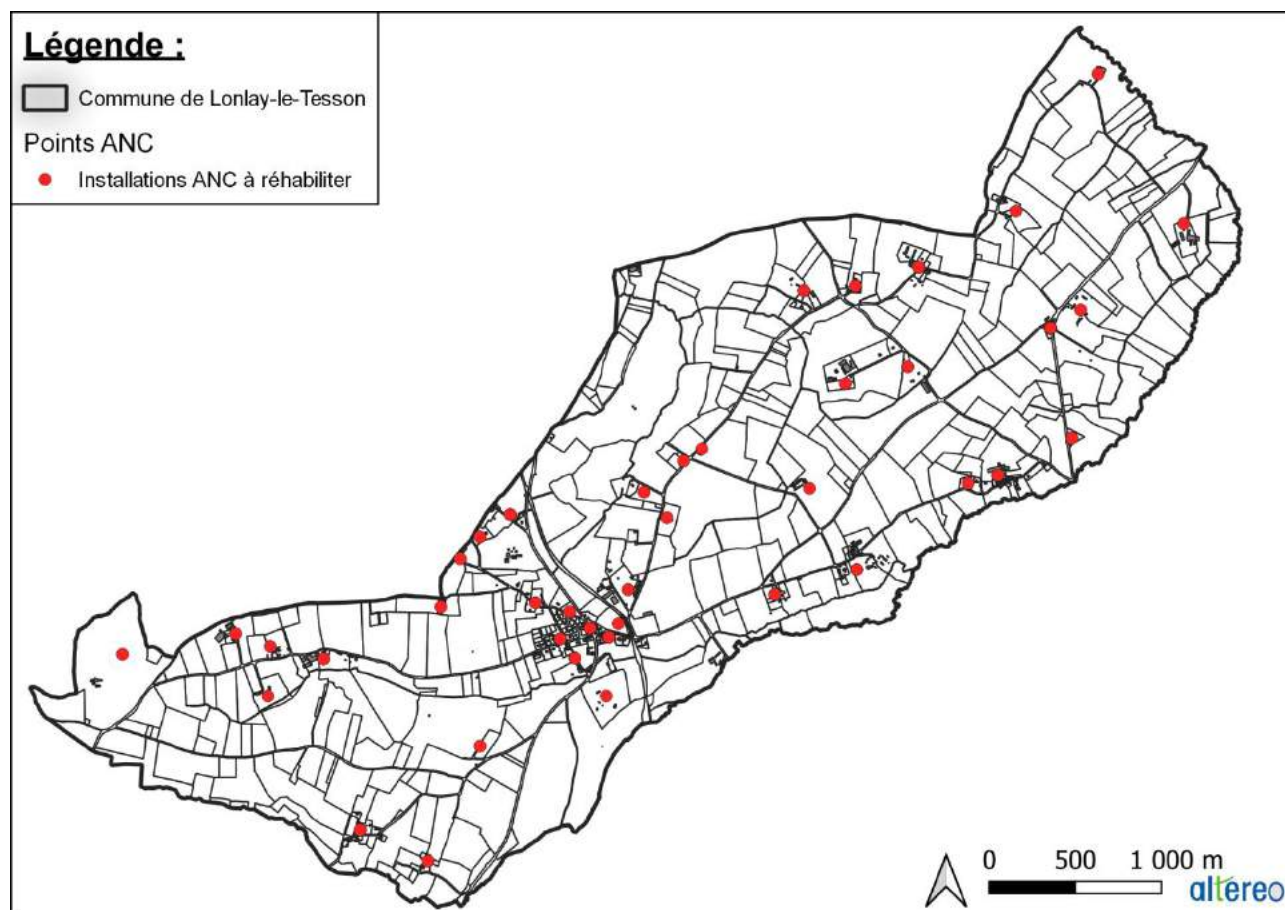 Légende :
Commune de Lonlay-le-Tesson
Points ANC
Installations ANC à réhabiliter
0 500 1 000 m
altereo